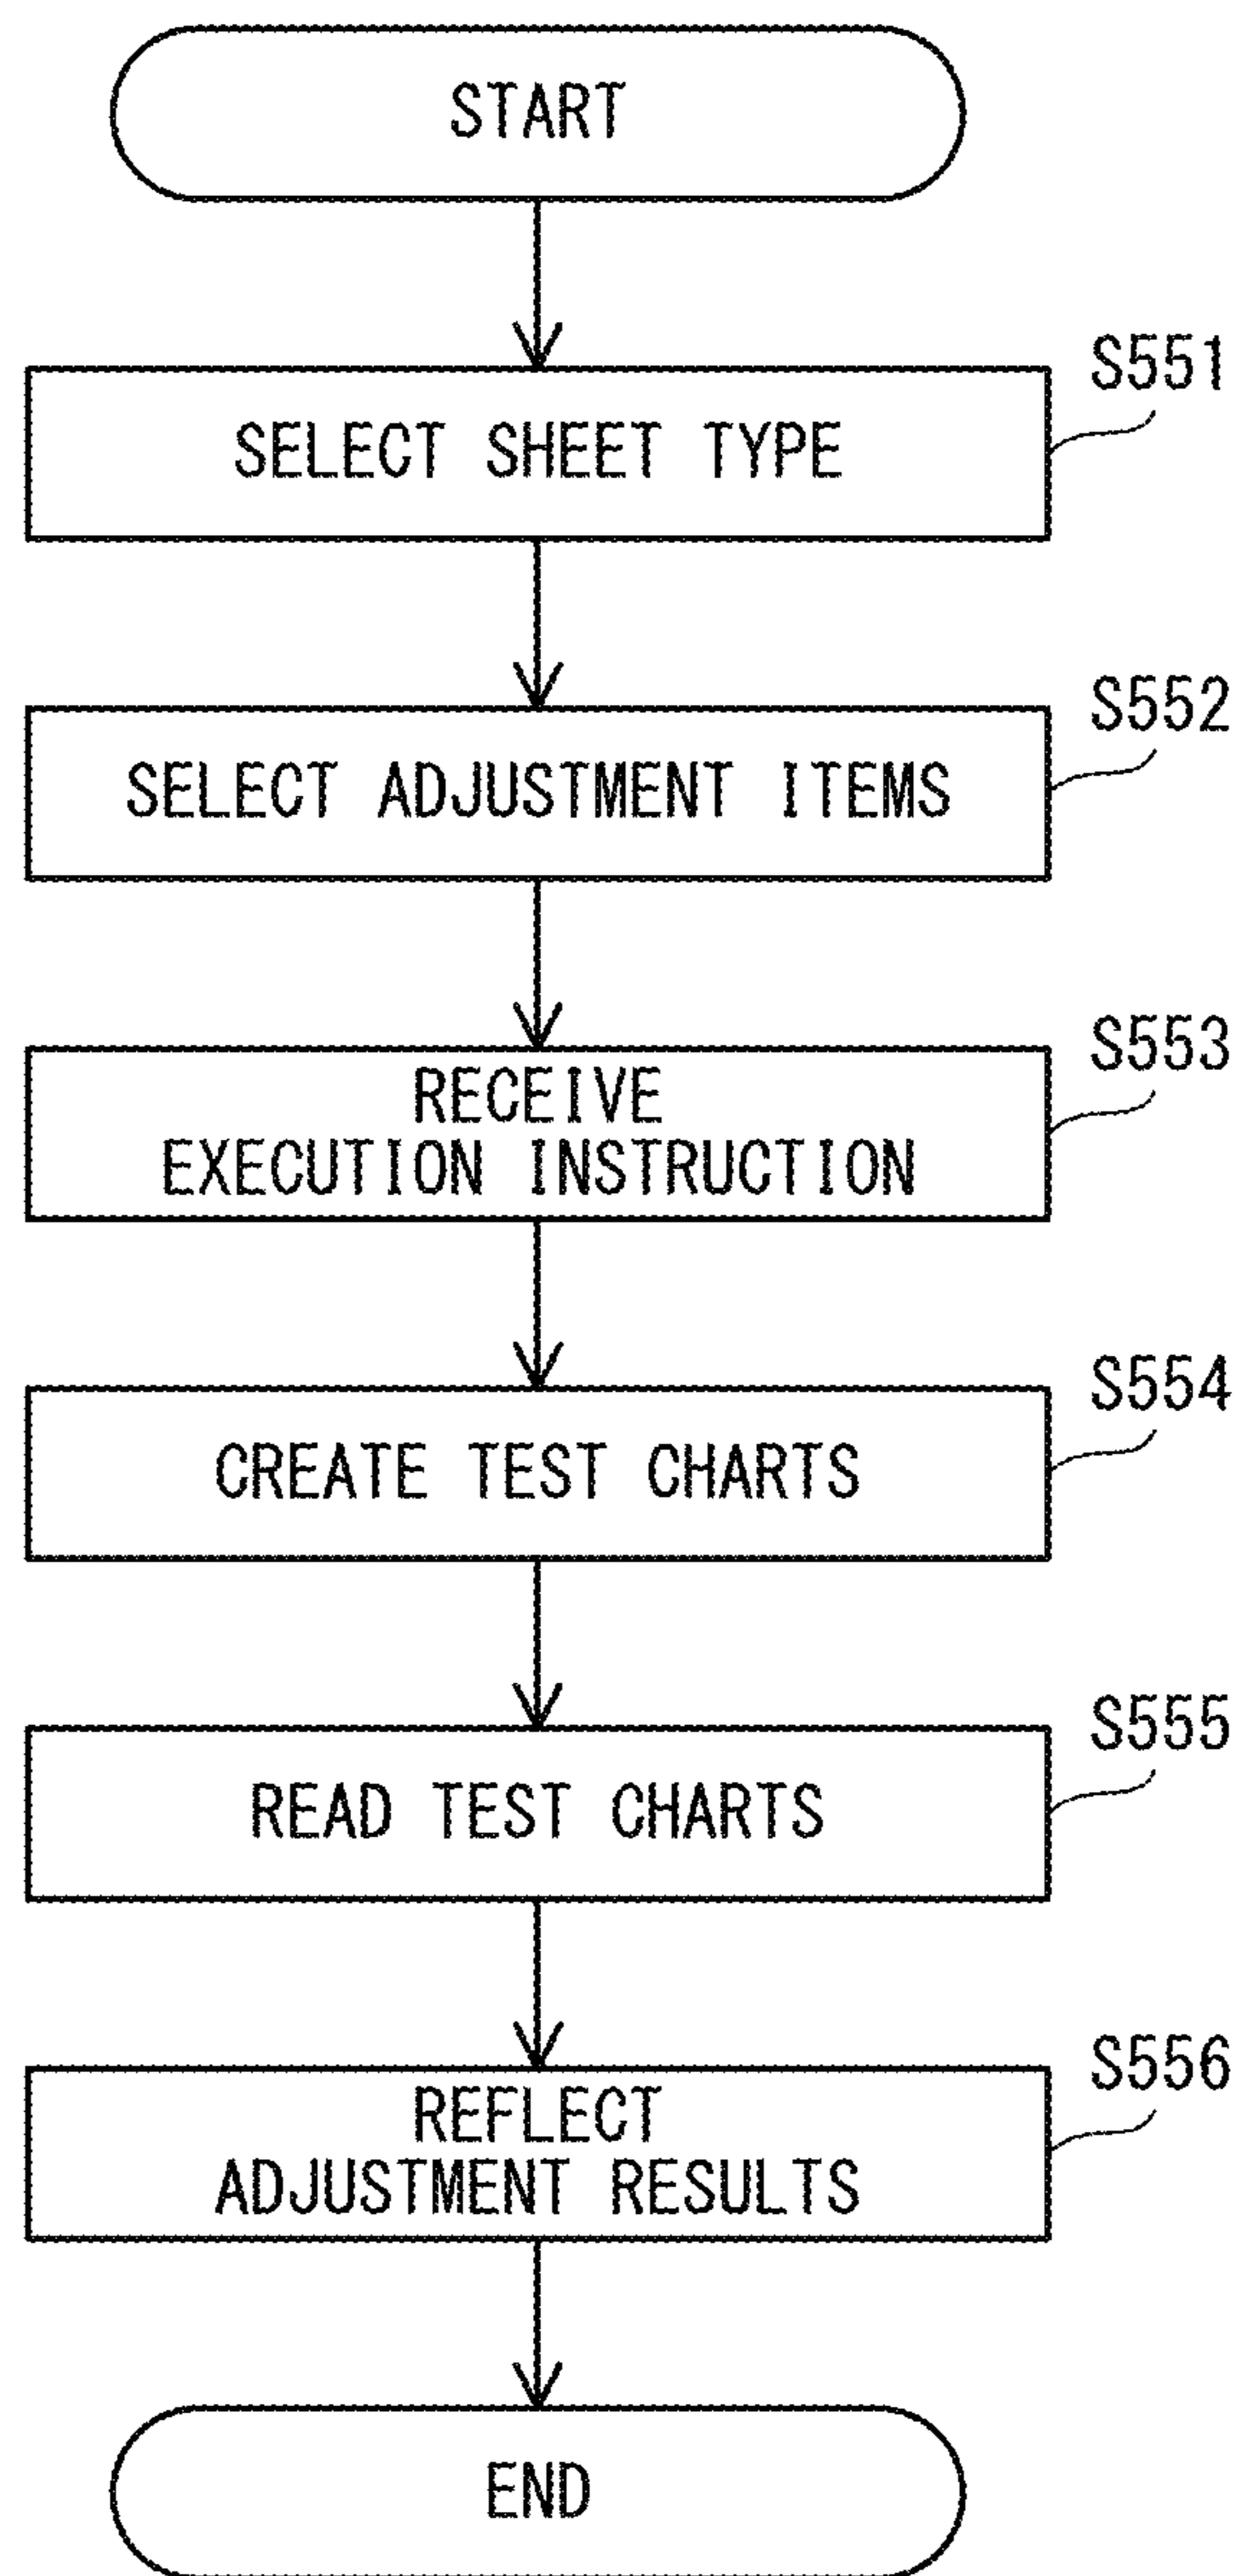 START
S551
SELECT SHEET TYPE
S552
SELECT ADJUSTMENT ITEMS
S553
RECEIVE
EXECUTION INSTRUCTION
S554
CREATE TEST CHARTS
S555
READ TEST CHARTS
S556
REFLECT
ADJUSTMENT RESULTS
END